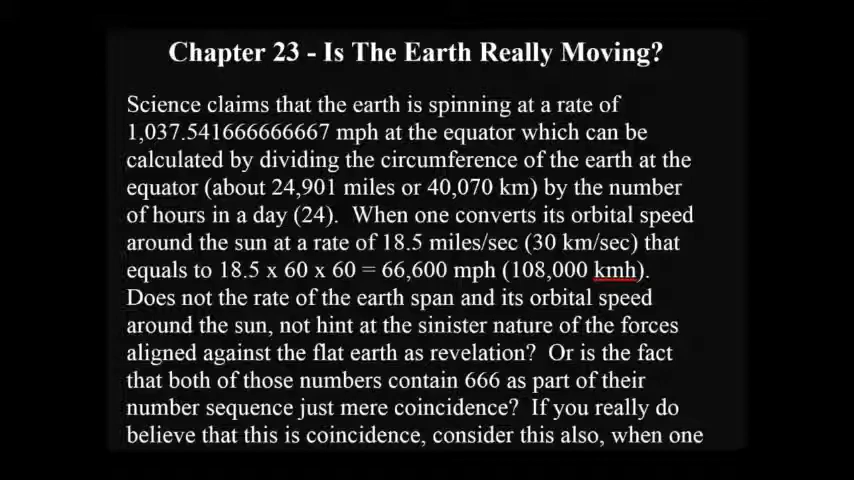 Chapter 23 - Is The Earth Really Moving?
Science claims that the earth is spinning at a rate of
1,037.541666666667 mph at the equator which can be
calculated by dividing the circumference of the earth at the
equator (about 24,901 miles or 40,070 km) by the number
of hours in a day (24).  When one converts its orbital speed
around the sun at a rate of 18.5 miles/sec (30 km/sec) that
equals to 18.5 x 60 x 60 = 66,600 mph (108,000 kmh).
Does not the rate of the earth span and its orbital speed
around the sun, not hint at the sinister nature of the forces
aligned against the flat earth as revelation?  Or is the fact
that both of those numbers contain 666 as part of their
number sequence just mere coincidence?  If you really do
believe that this is coincidence, consider this also, when one